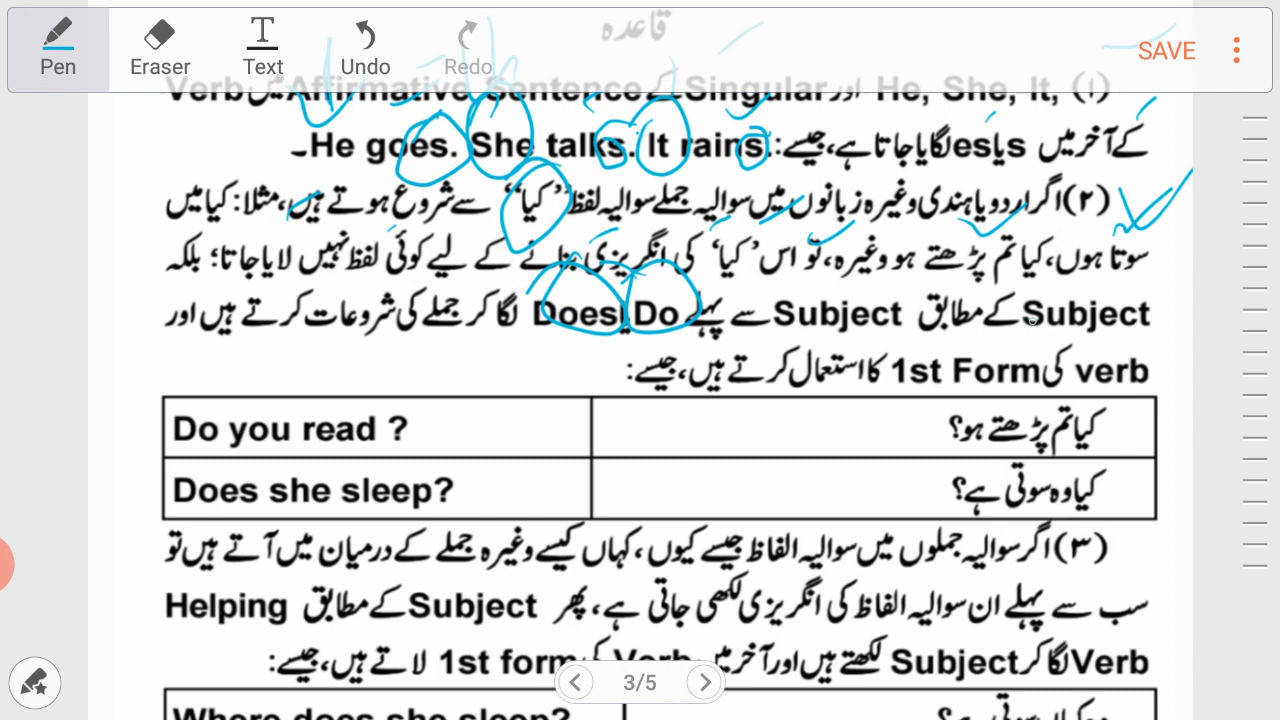 Pen Eraser Text Undo Redo SAVE
قاعدہ
(۱) He, She, It, اور Singular کے Affirmative Sentence میں Verb
کے آخر میں s یا es لگایا جاتا ہے، جیسے: He goes. She talks. It rains.۔
(۲) اگر اردو یا ہندی وغیرہ زبانوں میں سوالیہ جملے سوالیہ لفظ ’’کیا‘‘ سے شروع ہوتے ہیں، مثلا: کیا میں
سوتا ہوں، کیا تم پڑھتے ہو وغیرہ، تو اس ’کیا‘ کی انگریزی بنانے کے لیے کوئی لفظ نہیں لایا جاتا؛ بلکہ
Subject کے مطابق Subject سے پہلے Do یا Does لگا کر جملے کی شروعات کرتے ہیں اور
verb کی 1st Form کا استعمال کرتے ہیں، جیسے:
Do you read ? کیا تم پڑھتے ہو؟
Does she sleep? کیا وہ سوتی ہے؟
(۳) اگر سوالیہ جملوں میں سوالیہ الفاظ جیسے کیوں، کہاں کیسے وغیرہ جملے کے درمیان میں آتے ہیں تو
سب سے پہلے ان سوالیہ الفاظ کی انگریزی لکھی جاتی ہے، پھر Subject کے مطابق Helping
Verb لگا کر Subject لکھتے ہیں اور آخر میں Verb کی 1st form لاتے ہیں، جیسے:
3/5
Where does she sleep?